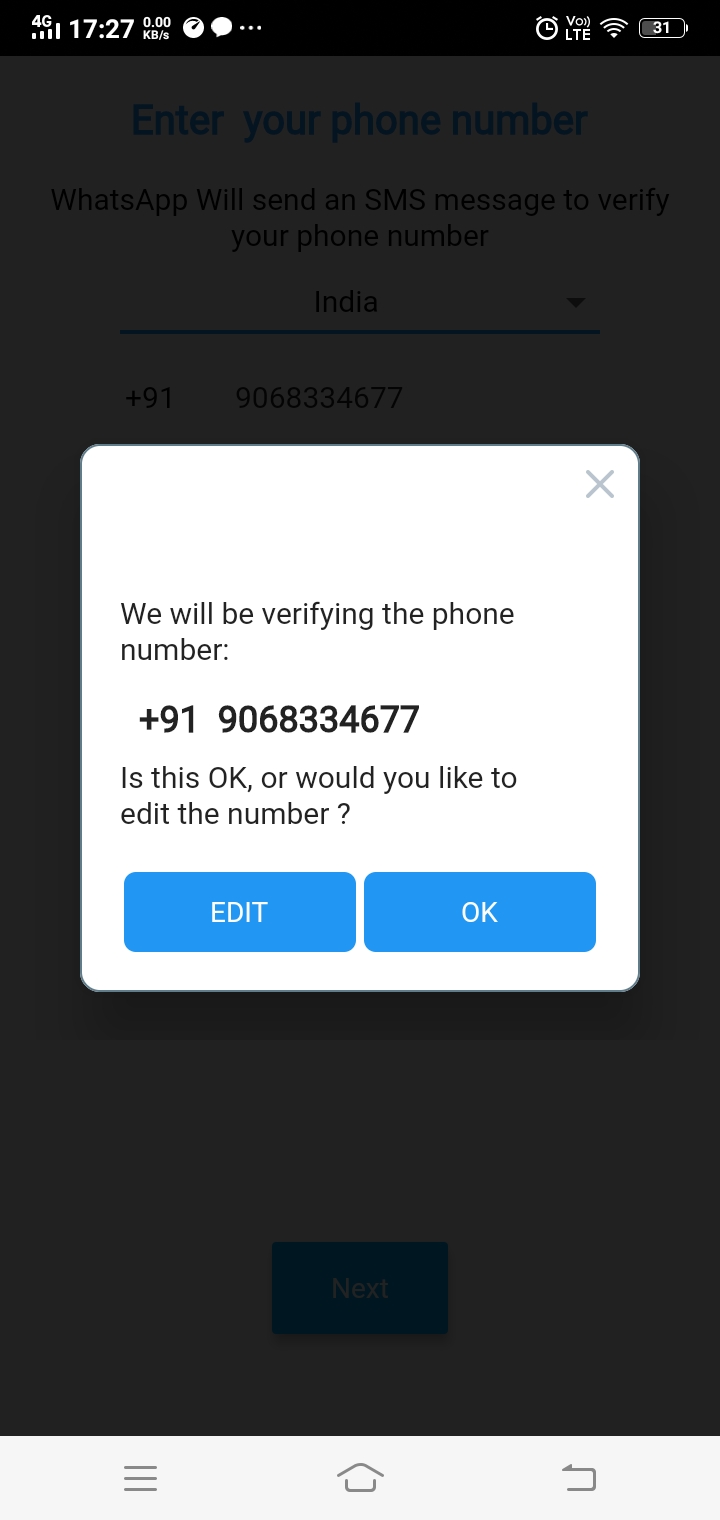 4G 17:27 0.00 KB/s ... Vo)) LTE 31
Enter your phone number
WhatsApp Will send an SMS message to verify
your phone number
India
+91 9068334677
We will be verifying the phone
number:
+91 9068334677
Is this OK, or would you like to
edit the number ?
EDIT OK
Next